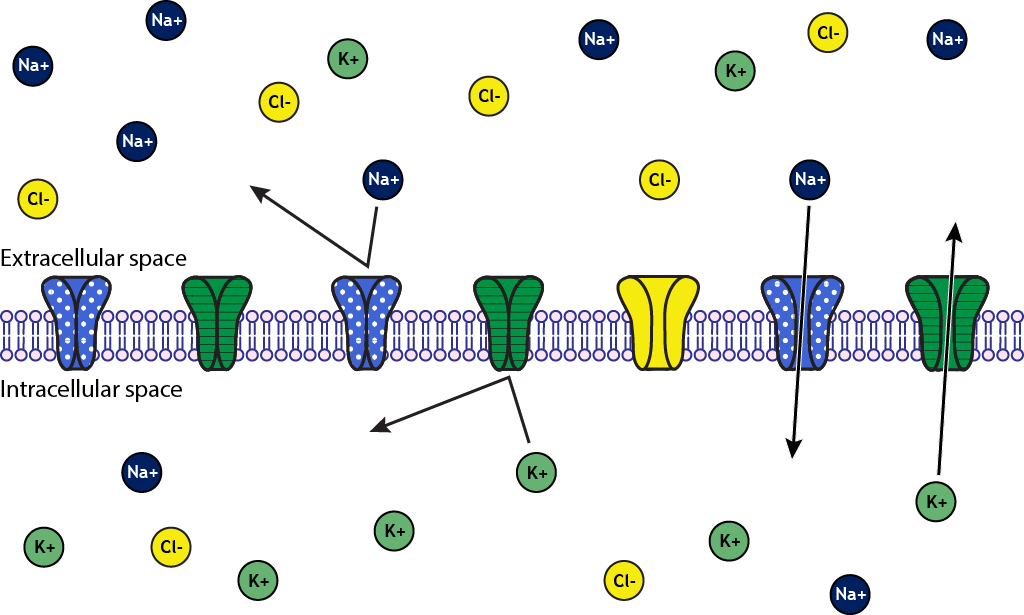 Na+
Na+
Cl-
Na+
Na+
K+
K+
Cl-
Cl-
Na+
Na+
Cl-
Na+
Cl-
Extracellular space
Intracellular space
Na+
K+
K+
K+
K+
Cl-
K+
K+
Cl-
Na+